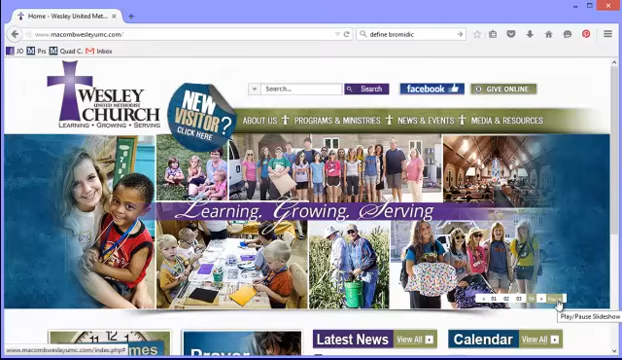 Home - Wesley United Met...
www.macombwesleyumc.com/
define bromidic
JO
Prs
Quad C.
Inbox
WESLEY
UNITED METHODIST
CHURCH
LEARNING • GROWING • SERVING
NEW
VISITOR?
CLICK HERE
Search...
Search
facebook
GIVE ONLINE
ABOUT US
PROGRAMS & MINISTRIES
NEWS & EVENTS
MEDIA & RESOURCES
Learning, Growing, Serving
< 01 02 03
>
Play/Pause Slideshow
Latest News
View All
Calendar
View All
Prayer
www.macombwesleyumc.com/index.php#